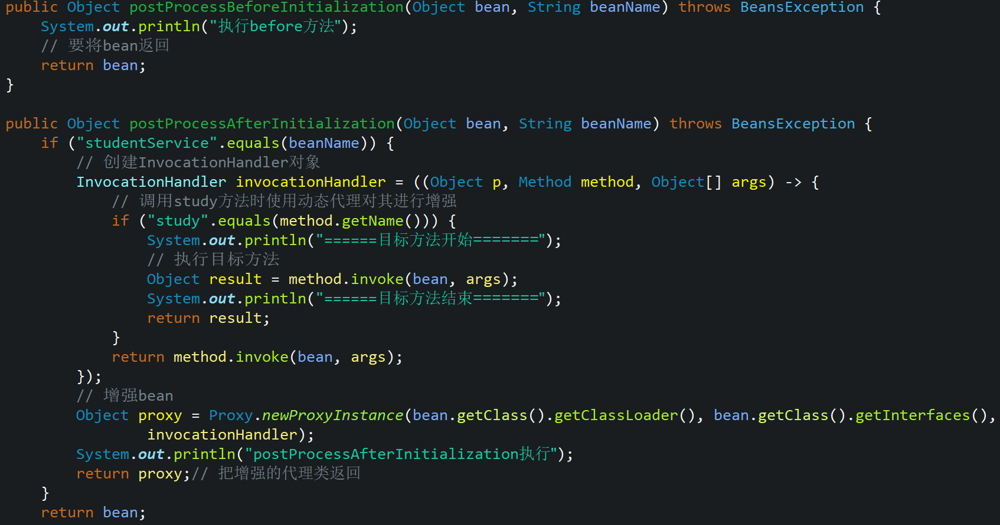 public Object postProcessBeforeInitialization(Object bean, String beanName) throws BeansException {
    System.out.println("执行before方法");
    // 要将bean返回
    return bean;
}

public Object postProcessAfterInitialization(Object bean, String beanName) throws BeansException {
    if ("studentService".equals(beanName)) {
        // 创建InvocationHandler对象
        InvocationHandler invocationHandler = ((Object p, Method method, Object[] args) -> {
            // 调用study方法时使用动态代理对其进行增强
            if ("study".equals(method.getName())) {
                System.out.println("======目标方法开始=======");
                // 执行目标方法
                Object result = method.invoke(bean, args);
                System.out.println("======目标方法结束=======");
                return result;
            }
            return method.invoke(bean, args);
        });
        // 增强bean
        Object proxy = Proxy.newProxyInstance(bean.getClass().getClassLoader(), bean.getClass().getInterfaces(),
                invocationHandler);
        System.out.println("postProcessAfterInitialization执行");
        return proxy;// 把增强的代理类返回
    }
    return bean;